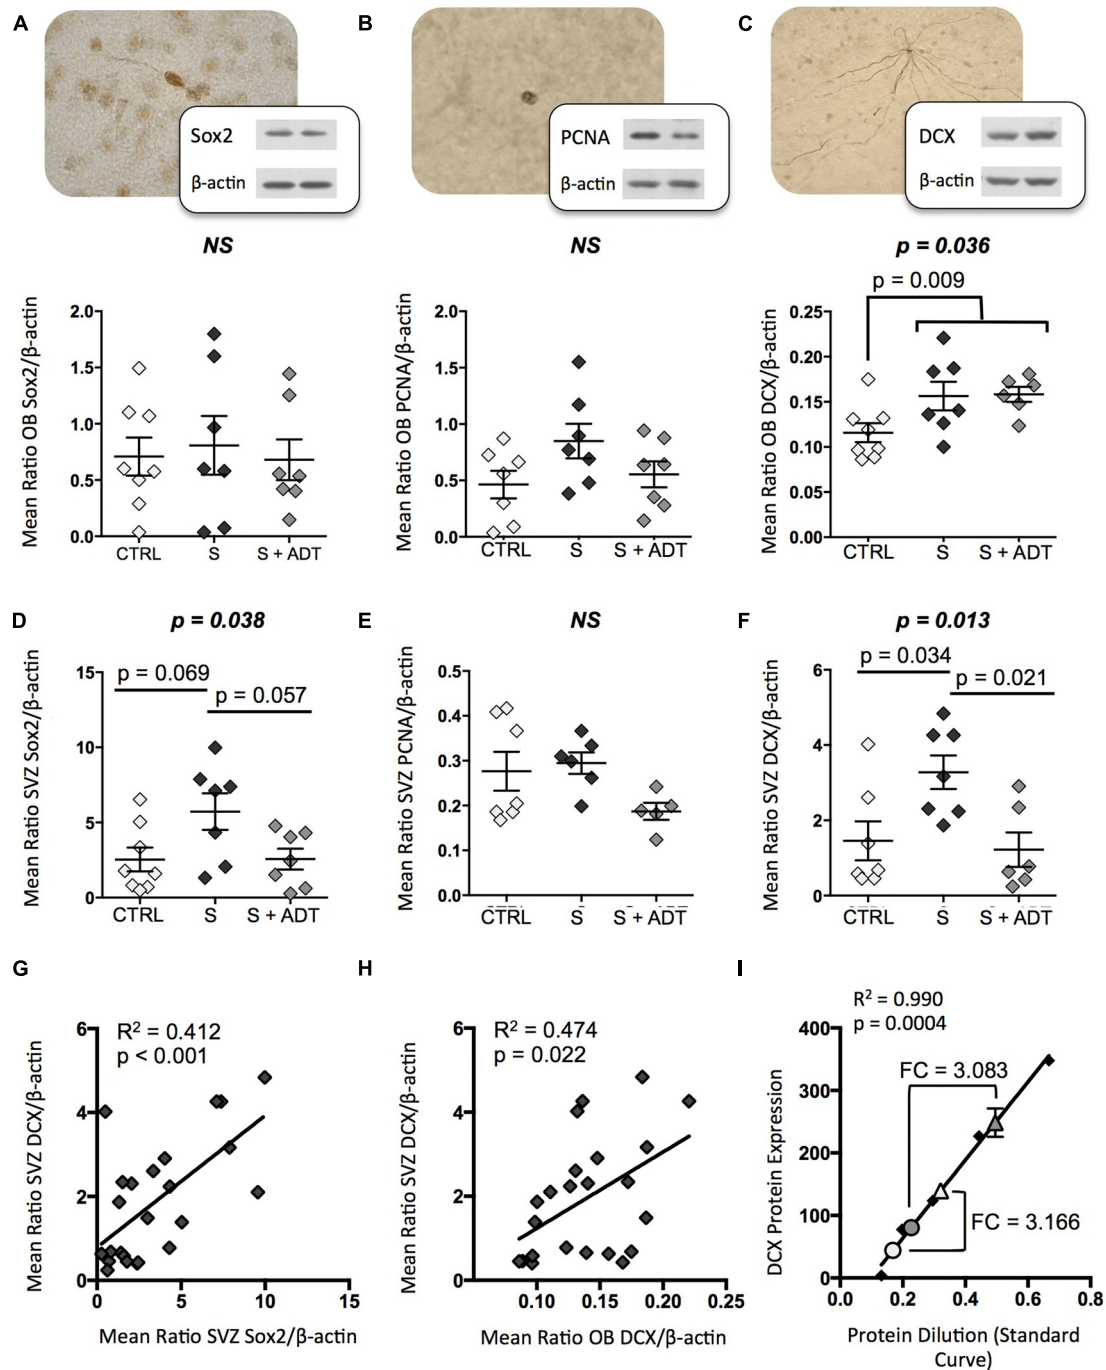 A
B
C
Sox2
β-actin
PCNA
β-actin
DCX
β-actin
NS
NS
p = 0.036
p = 0.009
Mean Ratio OB Sox2/β-actin
2.0
1.5
1.0
0.5
0.0
CTRL
S
S + ADT
Mean Ratio OB PCNA/β-actin
2.0
1.5
1.0
0.5
0.0
CTRL
S
S + ADT
Mean Ratio OB DCX/β-actin
0.25
0.20
0.15
0.10
0.05
0.00
CTRL
S
S + ADT
D
p = 0.038
p = 0.069
p = 0.057
Mean Ratio SVZ Sox2/β-actin
15
10
5
0
CTRL
S
S + ADT
E
NS
Mean Ratio SVZ PCNA/β-actin
0.5
0.4
0.3
0.2
0.1
0.0
CTRL
S
S + ADT
F
p = 0.013
p = 0.034
p = 0.021
Mean Ratio SVZ DCX/β-actin
6
4
2
0
CTRL
S
S + ADT
G
R² = 0.412
p < 0.001
Mean Ratio SVZ DCX/β-actin
6
4
2
0
0
5
10
15
Mean Ratio SVZ Sox2/β-actin
H
R² = 0.474
p = 0.022
Mean Ratio SVZ DCX/β-actin
6
4
2
0
0.10
0.15
0.20
0.25
Mean Ratio OB DCX/β-actin
I
R² = 0.990
p = 0.0004
FC = 3.083
FC = 3.166
DCX Protein Expression
400
300
200
100
0
0.0
0.2
0.4
0.6
0.8
Protein Dilution (Standard
Curve)